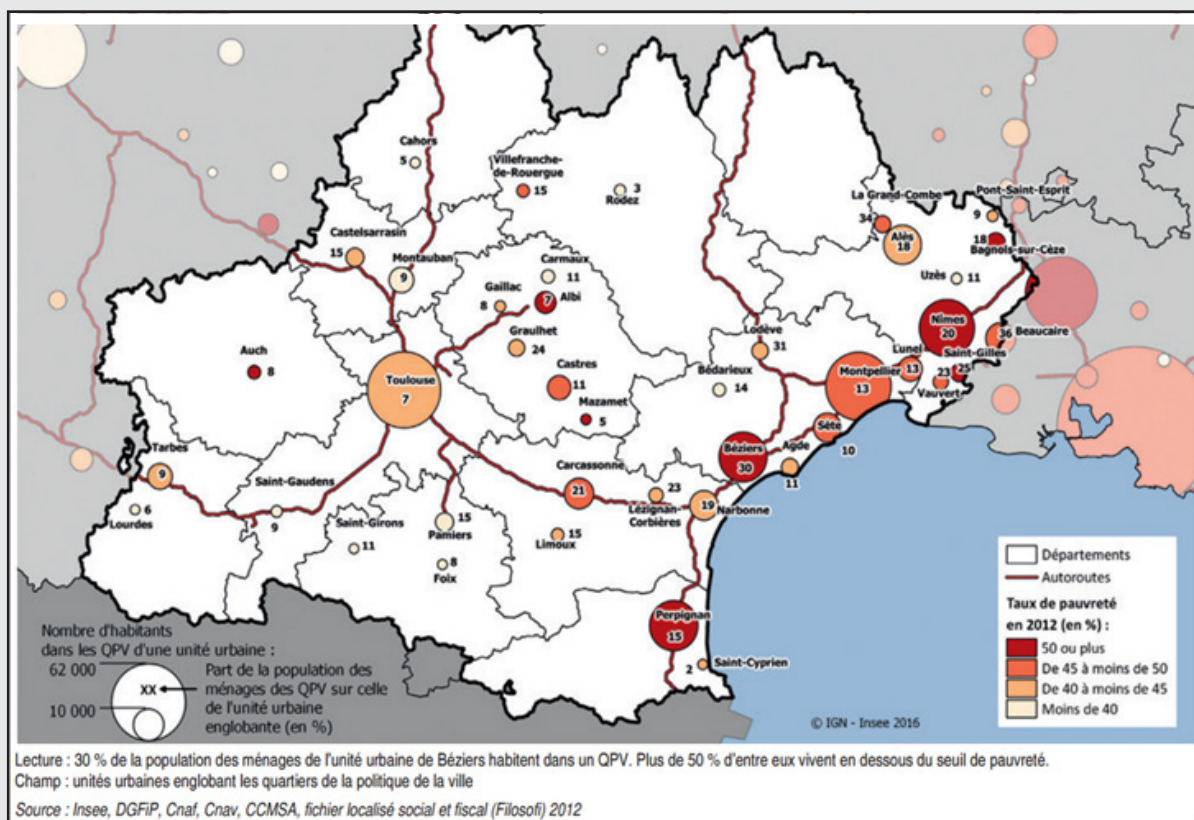 Cahors
5
Villefranche-
de-Rouergue
15
3
Rodez
La Grand-Combe
34
Pont-Saint-Esprit
9
Alès
18
18
Bagnols-sur-Cèze
Uzès
11
Castelsarrasin
15
Montauban
9
Carmaux
11
Gaillac
8
7
Albi
Graulhet
24
Castres
11
Mazamet
5
Auch
8
Toulouse
7
Lodève
31
Bédarieux
14
Nîmes
20
36
Beaucaire
Lunel
13
Saint-Gilles
25
23
Vauvert
Montpellier
13
Sète
10
Béziers
30
Agde
11
Tarbes
9
Lourdes
6
Saint-Gaudens
9
Saint-Girons
11
15
Pamiers
8
Foix
Carcassonne
21
23
Lézignan-
Corbières
19
Narbonne
15
Limoux
Perpignan
15
2
Saint-Cyprien
Nombre d'habitants
dans les QPV d'une unité urbaine :
62 000
10 000
XX
Part de la population des
ménages des QPV sur celle
de l'unité urbaine
englobante (en %)
Départements
Autoroutes
Taux de pauvreté
en 2012 (en %) :
50 ou plus
De 45 à moins de 50
De 40 à moins de 45
Moins de 40
© IGN - Insee 2016
Lecture : 30 % de la population des ménages de l'unité urbaine de Béziers habitent dans un QPV. Plus de 50 % d'entre eux vivent en dessous du seuil de pauvreté.
Champ : unités urbaines englobant les quartiers de la politique de la ville
Source : Insee, DGFiP, Cnaf, Cnav, CCMSA, fichier localisé social et fiscal (Filosofi) 2012